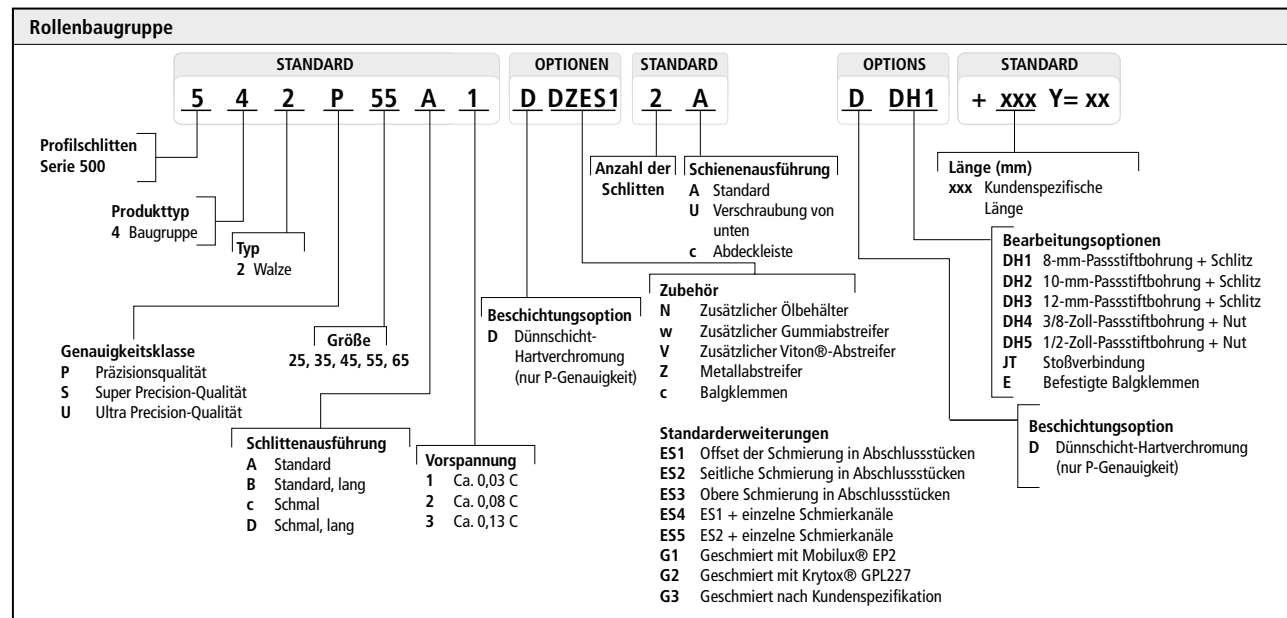 Rollenbaugruppe
STANDARD OPTIONEN STANDARD OPTIONS STANDARD
5 4 2 P 55 A 1 D DZES1 2 A D DH1 + xxx Y= xx
Profilschlitten
Serie 500
Produkttyp
4 Baugruppe
Typ
2 Walze
Genauigkeitsklasse
P Präzisionsqualität
S Super Precision-Qualität
U Ultra Precision-Qualität
Größe
25, 35, 45, 55, 65
Schlittenausführung
A Standard
B Standard, lang
c Schmal
D Schmal, lang
Vorspannung
1 Ca. 0,03 C
2 Ca. 0,08 C
3 Ca. 0,13 C
Beschichtungsoption
D Dünnschicht-
Hartverchromung
(nur P-Genauigkeit)
Anzahl der
Schlitten
Schienenausführung
A Standard
U Verschraubung von
unten
c Abdeckleiste
Zubehör
N Zusätzlicher Ölbehälter
w Zusätzlicher Gummiabstreifer
V Zusätzlicher Viton®-Abstreifer
Z Metallabstreifer
c Balgklemmen
Standarderweiterungen
ES1 Offset der Schmierung in Abschlussstücken
ES2 Seitliche Schmierung in Abschlussstücken
ES3 Obere Schmierung in Abschlussstücken
ES4 ES1 + einzelne Schmierkanäle
ES5 ES2 + einzelne Schmierkanäle
G1 Geschmiert mit Mobilux® EP2
G2 Geschmiert mit Krytox® GPL227
G3 Geschmiert nach Kundenspezifikation
Länge (mm)
xxx Kundenspezifische
Länge
Bearbeitungsoptionen
DH1 8-mm-Passstiftbohrung + Schlitz
DH2 10-mm-Passstiftbohrung + Schlitz
DH3 12-mm-Passstiftbohrung + Schlitz
DH4 3/8-Zoll-Passstiftbohrung + Nut
DH5 1/2-Zoll-Passstiftbohrung + Nut
JT Stoßverbindung
E Befestigte Balgklemmen
Beschichtungsoption
D Dünnschicht-Hartverchromung
(nur P-Genauigkeit)